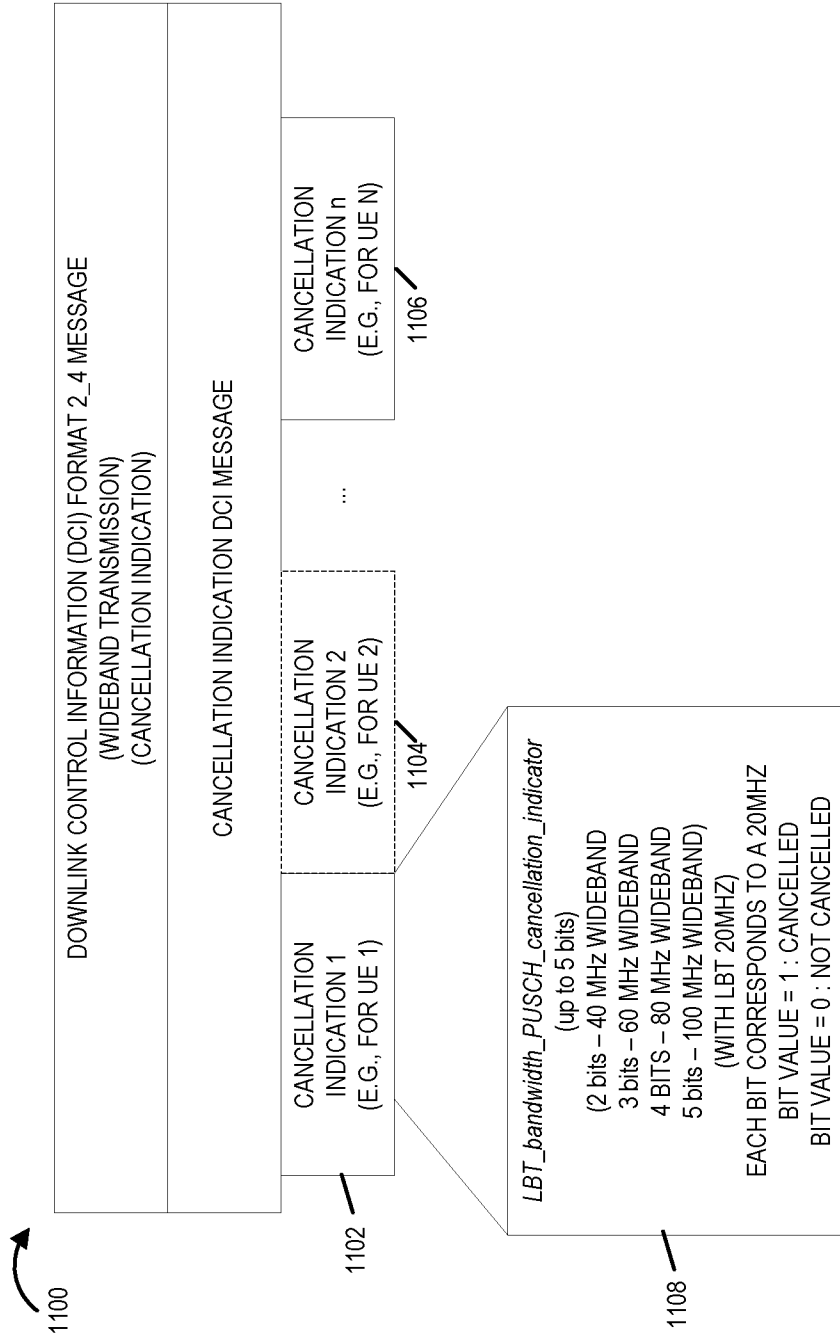 1100
DOWNLINK CONTROL INFORMATION (DCI) FORMAT 2_4 MESSAGE
(WIDEBAND TRANSMISSION)
(CANCELLATION INDICATION)
CANCELLATION INDICATION DCI MESSAGE
CANCELLATION
INDICATION 1
(E.G., FOR UE 1)
1102
CANCELLATION
INDICATION 2
(E.G., FOR UE 2)
1104
...
CANCELLATION
INDICATION n
(E.G., FOR UE N)
1106
LBT_bandwidth_PUSCH_cancellation_indicator
(up to 5 bits)
(2 bits – 40 MHz WIDEBAND
3 bits – 60 MHz WIDEBAND
4 BITS – 80 MHz WIDEBAND
5 bits – 100 MHz WIDEBAND)
(WITH LBT 20MHZ)
EACH BIT CORRESPONDS TO A 20MHZ
BIT VALUE = 1 : CANCELLED
BIT VALUE = 0 : NOT CANCELLED
1108